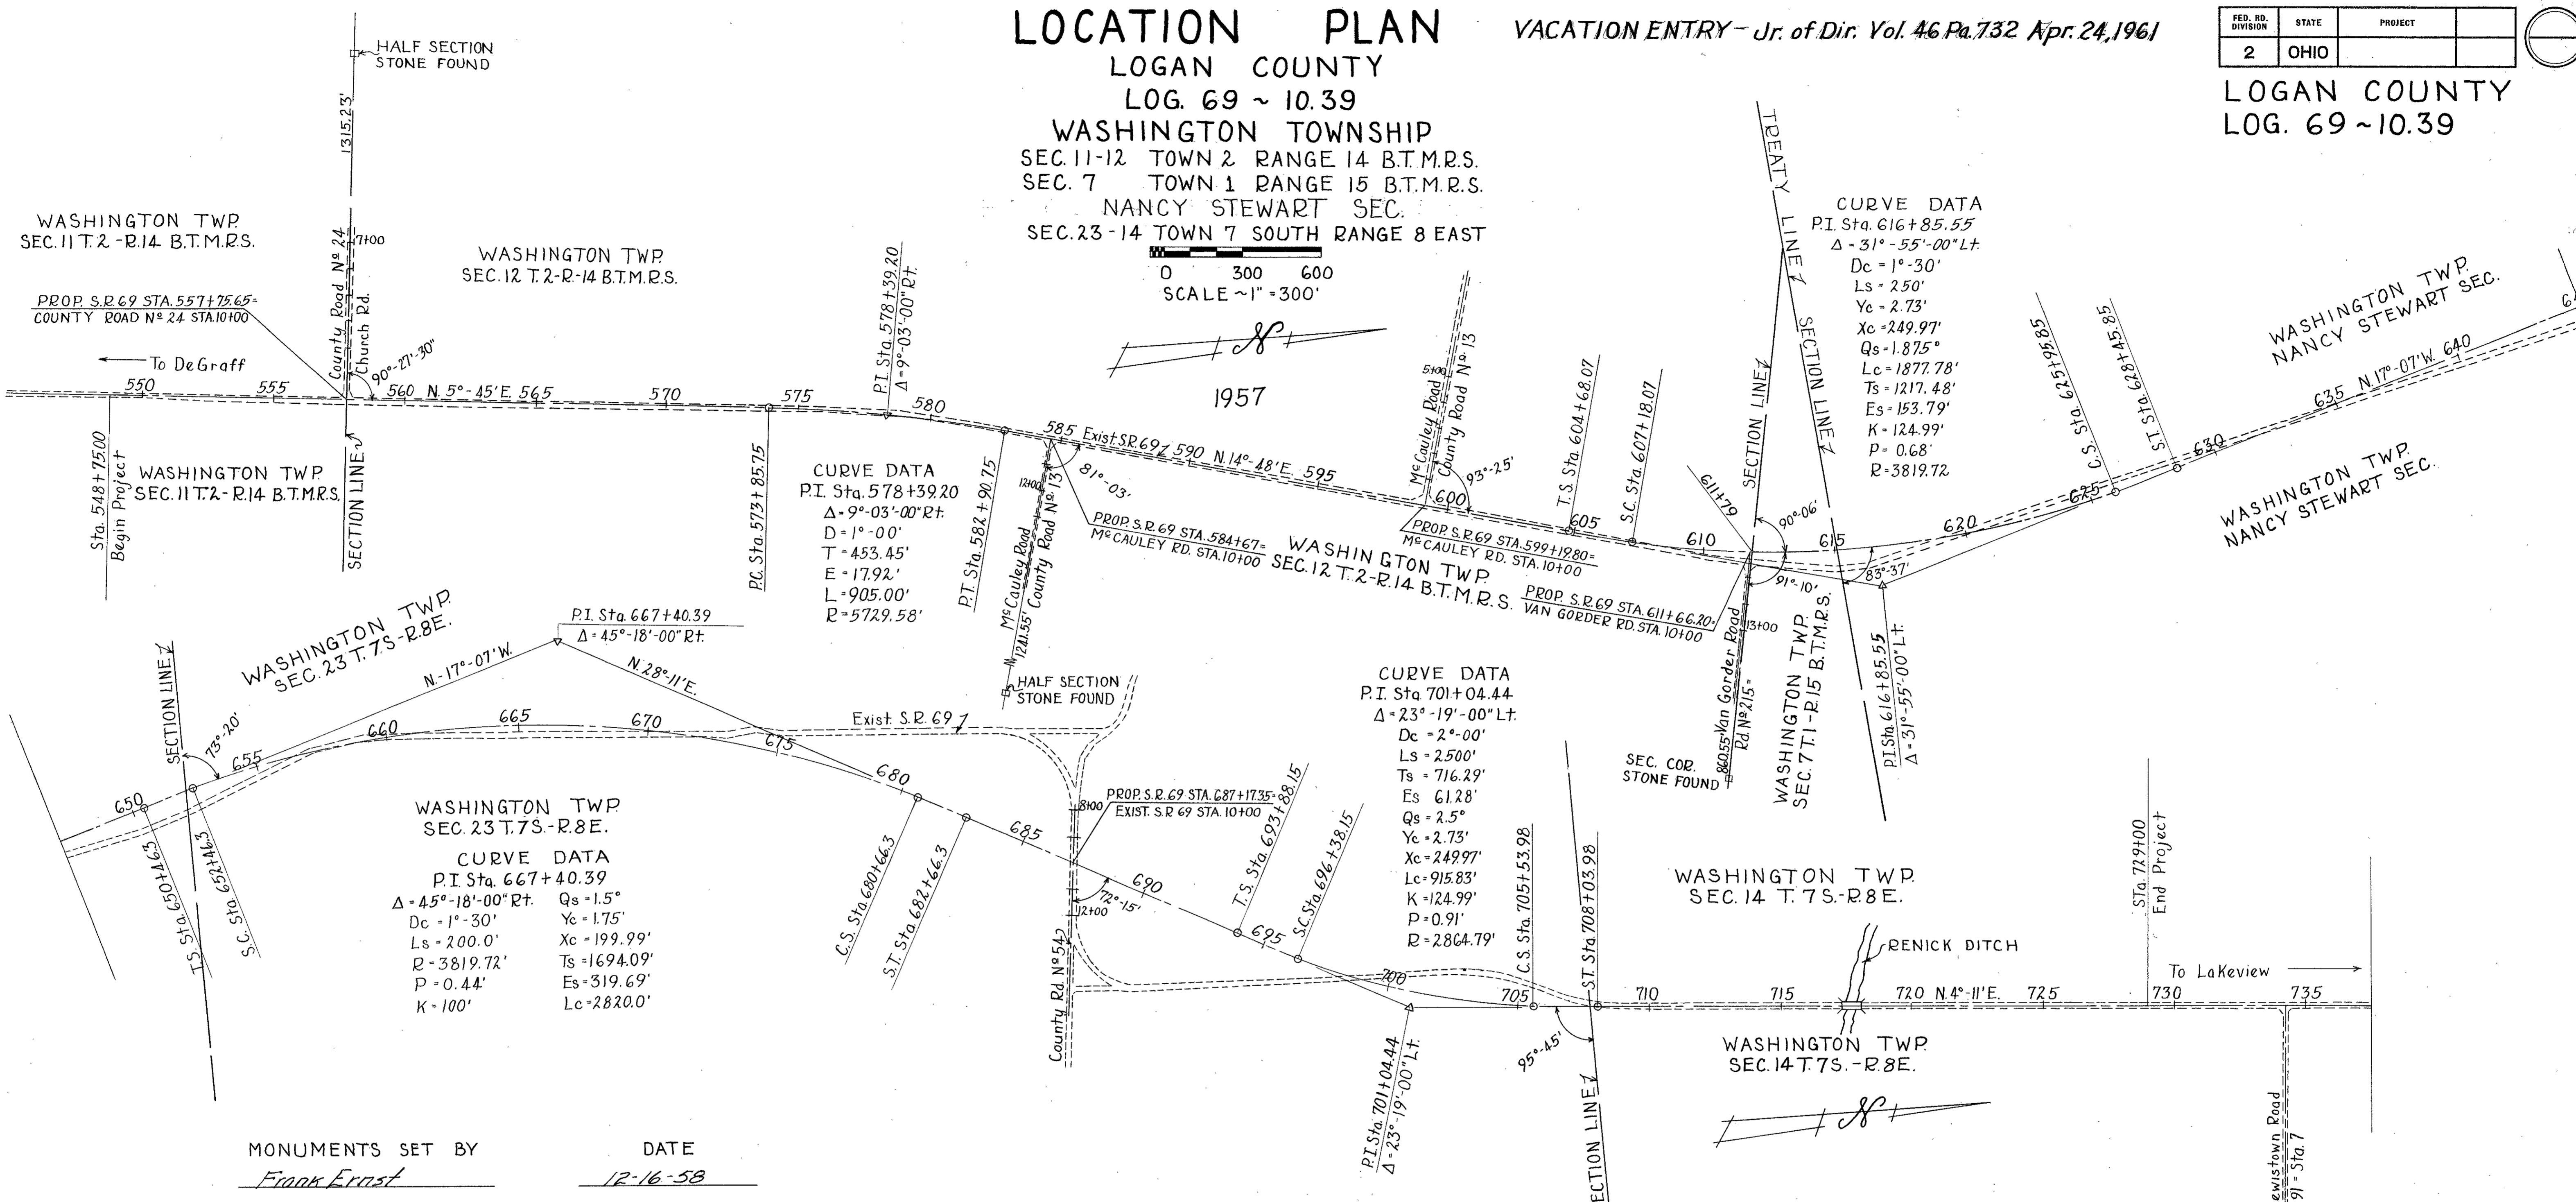 LOCATION PLAN
LOGAN COUNTY
LOG. 69 ~ 10.39
WASHINGTON TOWNSHIP
SEC. 11-12 TOWN 2 RANGE 14 B.T.M.R.S.
SEC. 7 TOWN 1 RANGE 15 B.T.M.R.S.
NANCY STEWART SEC.
SEC. 23-14 TOWN 7 SOUTH RANGE 8 EAST
0 300 600
SCALE ~ 1" = 300'
N
1957
VACATION ENTRY - Jr. of Dir. Vol. 46 Pa. 732 Apr. 24, 1961
FED. RD. DIVISION STATE PROJECT
2 OHIO
LOGAN COUNTY
LOG. 69 ~ 10.39
HALF SECTION
STONE FOUND
1315.23'
WASHINGTON TWP.
SEC. 11 T.2 - R.14 B.T.M.R.S.
County Road Nº 24
Church Rd.
7+00
WASHINGTON TWP.
SEC. 12 T.2-R-14 B.T.M.R.S.
PROP. S.R. 69 STA. 557+75.65=
COUNTY ROAD Nº 24 STA. 10+00
To DeGraff
90°-27'-30"
550 555 560 N. 5°-45' E. 565 570 575 580
P.I. Sta. 578+39.20
Δ = 9°-03'-00" Rt.
Sta. 548+75.00
Begin Project
WASHINGTON TWP.
SEC. 11 T.2-R.14 B.T.M.R.S.
SECTION LINE
P.C. Sta. 573+85.75
CURVE DATA
P.I. Sta. 578+39.20
Δ = 9°-03'-00" Rt.
D = 1°-00'
T = 453.45'
E = 17.92'
L = 905.00'
R = 5729.58'
P.T. Sta. 582+90.75
585 Exist. S.R. 69 590 N. 14°-48' E. 595 600 605 610 615 620 625 630 635 N. 17°-07' W. 640
81°-03'
12+00
McCauley Road
1241.55' County Road Nº 13
HALF SECTION
STONE FOUND
PROP. S.R. 69 STA. 584+67=
McCAULEY RD. STA. 10+00
WASHINGTON TWP.
SEC. 12 T. 2-R.14 B.T.M.R.S.
5+00
McCauley Road
County Road Nº 13
93°-25'
PROP. S.R. 69 STA. 599+19.80=
McCAULEY RD. STA. 10+00
T.S. Sta. 604+68.07
S.C. Sta. 607+18.07
PROP. S.R. 69 STA. 611+66.20=
VAN GORDER RD. STA. 10+00
SECTION LINE
TREATY LINE
SECTION LINE
90°-06'
91°-10'
83°-37'
13+00
860.55' Van Gorder Road
Rd. Nº 215
SEC. COR.
STONE FOUND
WASHINGTON TWP.
SEC. 7 T.1-R.15 B.T.M.R.S.
P.I. Sta. 616+85.55
Δ = 31°-55'-00" Lt.
CURVE DATA
P.I. Sta. 616+85.55
Δ = 31°-55'-00" Lt.
Dc = 1°-30'
Ls = 250'
Yc = 2.73'
Xc = 249.97'
Qs = 1.875°
Lc = 1877.78'
Ts = 1217.48'
Es = 153.79'
K = 124.99'
P = 0.68'
R = 3819.72
C.S. Sta. 625+95.85
S.T. Sta. 628+45.85
WASHINGTON TWP.
NANCY STEWART SEC.
WASHINGTON TWP.
NANCY STEWART SEC.
SECTION LINE
WASHINGTON TWP.
SEC. 23 T. 7S.-R.8E.
73°-20'
N.-17°-07' W.
P.I. Sta. 667+40.39
Δ = 45°-18'-00" Rt.
N. 28°-11' E.
Exist. S.R. 69
650 655 660 665 670 675 680 685 690 695 700 705 710 715 720 N. 4°-11' E. 725 730 735
T.S. Sta. 650+46.3
S.C. Sta. 652+46.3
WASHINGTON TWP.
SEC. 23 T.7S.-R.8E.
CURVE DATA
P.I. Sta. 667+40.39
Δ = 45°-18'-00" Rt. Qs = 1.5°
Dc = 1°-30' Yc = 1.75'
Ls = 200.0' Xc = 199.99'
R = 3819.72' Ts = 1694.09'
P = 0.44' Es = 319.69'
K = 100' Lc = 2820.0'
C.S. Sta. 680+66.3
S.T. Sta. 682+66.3
8+00
PROP. S.R. 69 STA. 687+17.35=
EXIST. S.R. 69 STA. 10+00
72°-15'
12+00
County Rd. Nº 54
T.S. Sta. 693+88.15
S.C. Sta. 696+38.15
CURVE DATA
P.I. Sta. 701+04.44
Δ = 23°-19'-00" Lt.
Dc = 2°-00'
Ls = 2500'
Ts = 716.29'
Es 61.28'
Qs = 2.5°
Yc = 2.73'
Xc = 249.97'
Lc = 915.83'
K = 124.99'
P = 0.91'
R = 2864.79'
P.I. Sta. 701+04.44
Δ = 23°-19'-00" Lt.
C.S. Sta. 705+53.98
S.T. Sta. 708+03.98
95°-45'
ECTION LINE
WASHINGTON TWP.
SEC. 14 T. 7S.-R.8E.
RENICK DITCH
WASHINGTON TWP.
SEC. 14 T. 7S.-R.8E.
Sta. 729+00
End Project
To Lakeview
N
ewistown Road
91 = Sta. 7
MONUMENTS SET BY DATE
Frank Ernst 12-16-58